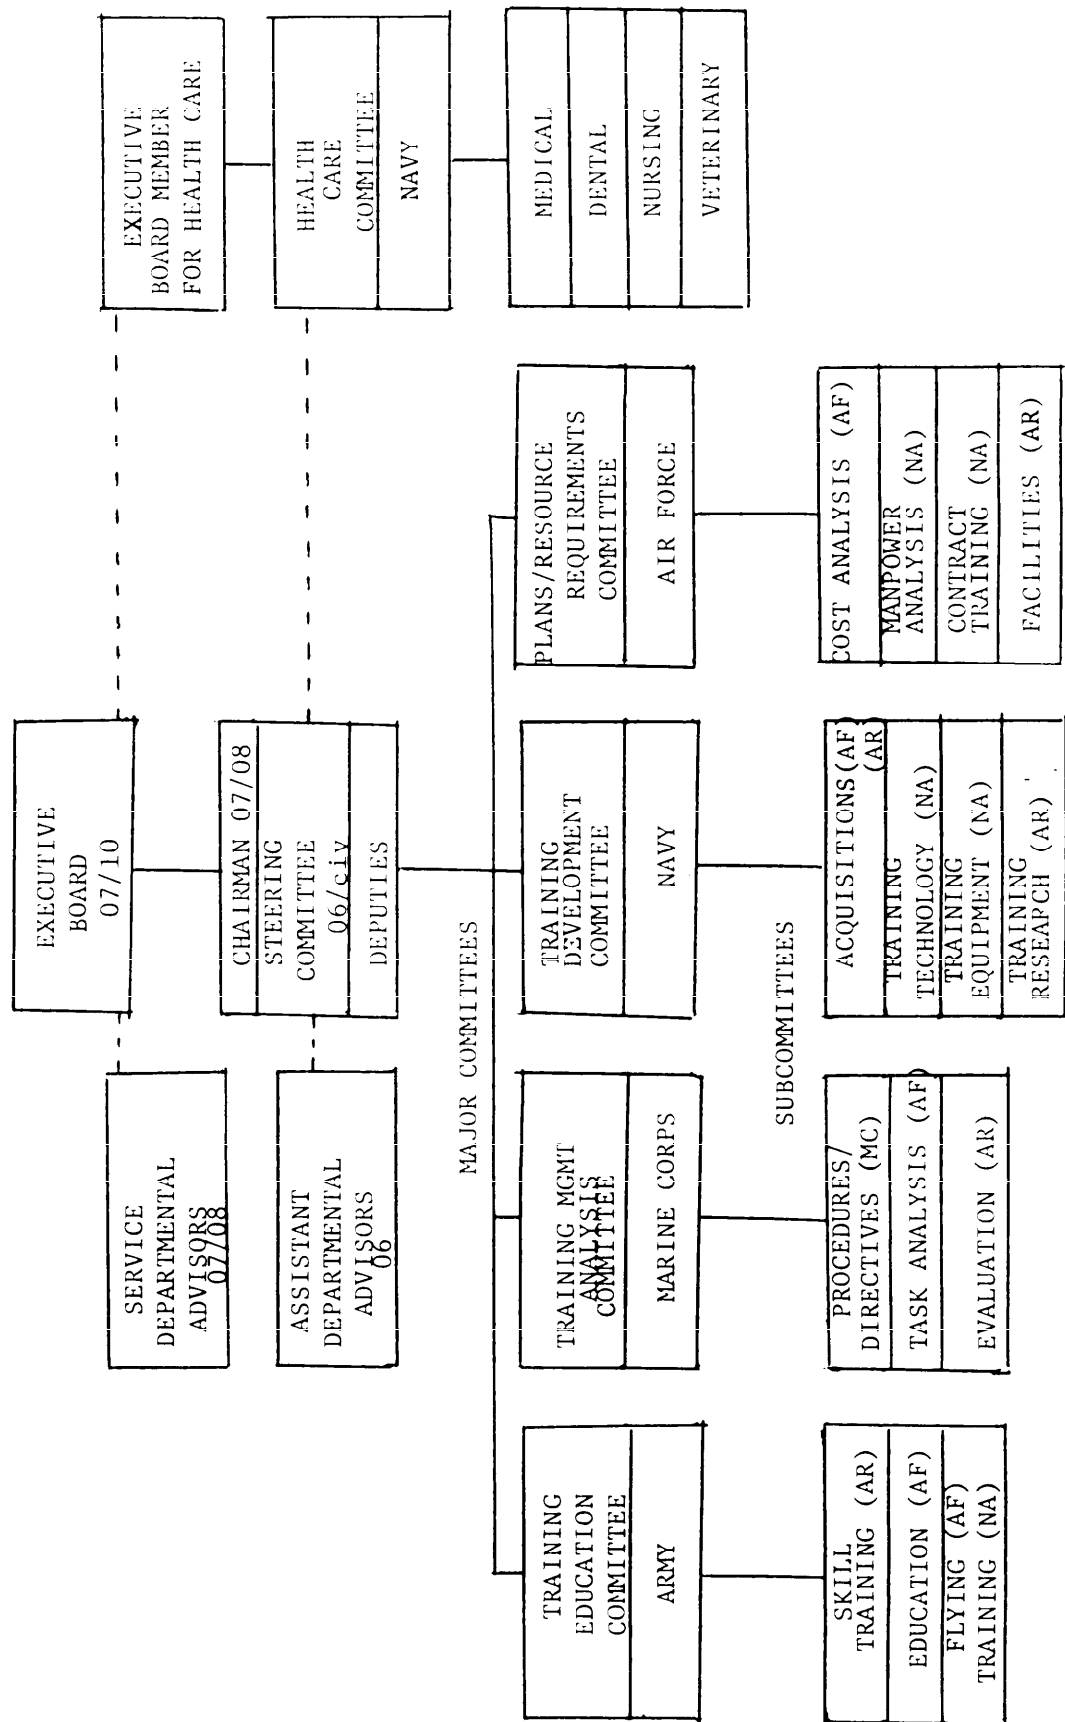 EXECUTIVE
BOARD
07/10
EXECUTIVE
BOARD MEMBER
FOR HEALTH CARE
SERVICE
DEPARTMENTAL
ADVISORS
07/08
CHAIRMAN 07/08
STEERING
COMMITTEE
06/civ
DEPUTIES
HEALTH
CARE
COMMITTEE
NAVY
ASSISTANT
DEPARTMENTAL
ADVISORS
06
MEDICAL
DENTAL
NURSING
VETERINARY
MAJOR COMMITTEES
TRAINING
EDUCATION
COMMITTEE
ARMY
TRAINING MGMT
ANALYSIS
COMMITTEE
MARINE CORPS
TRAINING
DEVELOPMENT
COMMITTEE
NAVY
PLANS/RESOURCE
REQUIREMENTS
COMMITTEE
AIR FORCE
SUBCOMMITTEES
SKILL
TRAINING (AR)
EDUCATION (AF)
FLYING (AF)
TRAINING (NA)
PROCEDURES/
DIRECTIVES (MC)
TASK ANALYSIS (AF)
EVALUATION (AR)
ACQUISITIONS (AF)
(AR)
TRAINING
TECHNOLOGY (NA)
TRAINING
EQUIPMENT (NA)
TRAINING
RESEARCH (AR)
COST ANALYSIS (AF)
MANPOWER
ANALYSIS (NA)
CONTRACT
TRAINING (NA)
FACILITIES (AR)